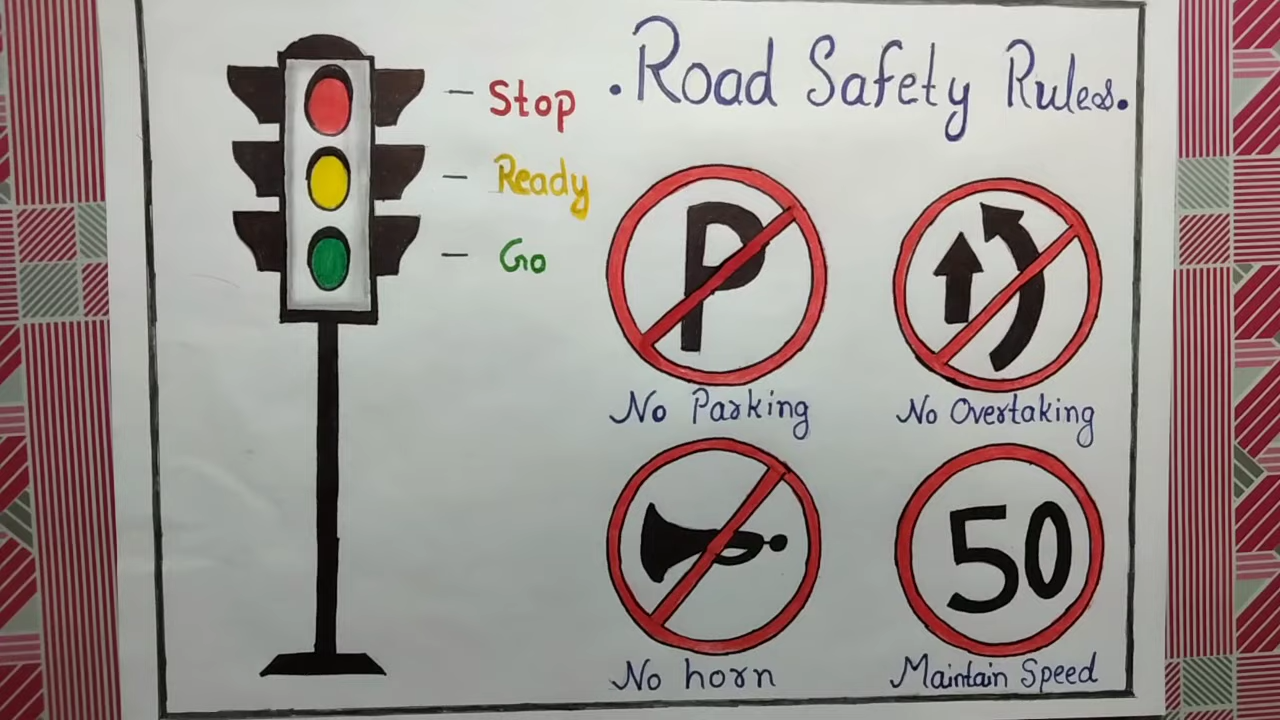 . Road Safety Rules.
Stop
Ready
Go
P
No Parking
No Overtaking
No horn
50
Maintain Speed